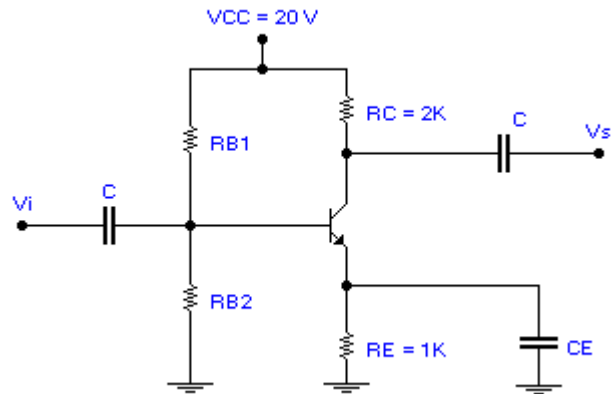 VCC = 20 V
RC = 2K
C
Vs
RB1
C
Vi
RB2
RE = 1K
CE